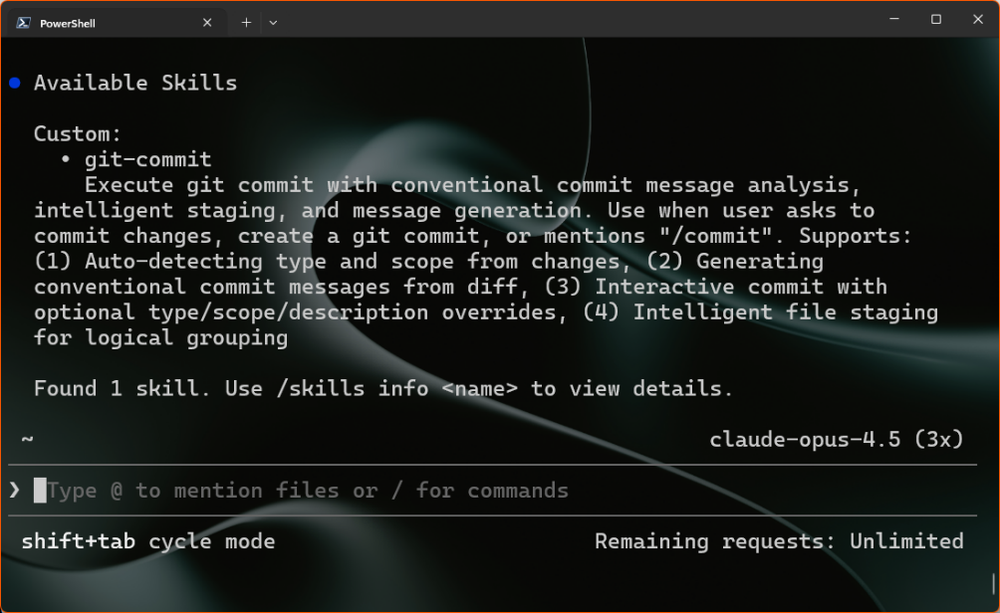 PowerShell
Available Skills
Custom:
• git-commit
Execute git commit with conventional commit message analysis,
intelligent staging, and message generation. Use when user asks to
commit changes, create a git commit, or mentions "/commit". Supports:
(1) Auto-detecting type and scope from changes, (2) Generating
conventional commit messages from diff, (3) Interactive commit with
optional type/scope/description overrides, (4) Intelligent file staging
for logical grouping
Found 1 skill. Use /skills info <name> to view details.
~ claude-opus-4.5 (3x)
❯ Type @ to mention files or / for commands
shift+tab cycle mode Remaining requests: Unlimited